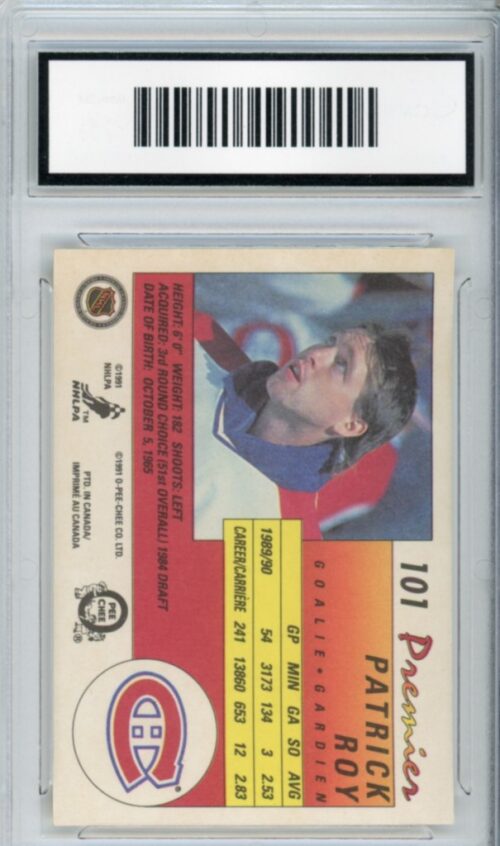 101 Premier
PATRICK
ROY
GOALIE • GARDIEN
GP MIN GA SO AVG
1989/90 54 3173 134 3 2.53
CAREER/CARRIÈRE 241 13860 653 12 2.83
HEIGHT: 6' 0" WEIGHT: 182 SHOOTS: LEFT
ACQUIRED: 3rd ROUND CHOICE (51st OVERALL) 1984 DRAFT
DATE OF BIRTH: OCTOBER 5, 1965
NHL
©1991
NHLPA
NHLPA™
©1991 O-PEE-CHEE CO. LTD.
PTD. IN CANADA/
IMPRIMÉ AU CANADA
O
PEE
CHEE
®
CH®